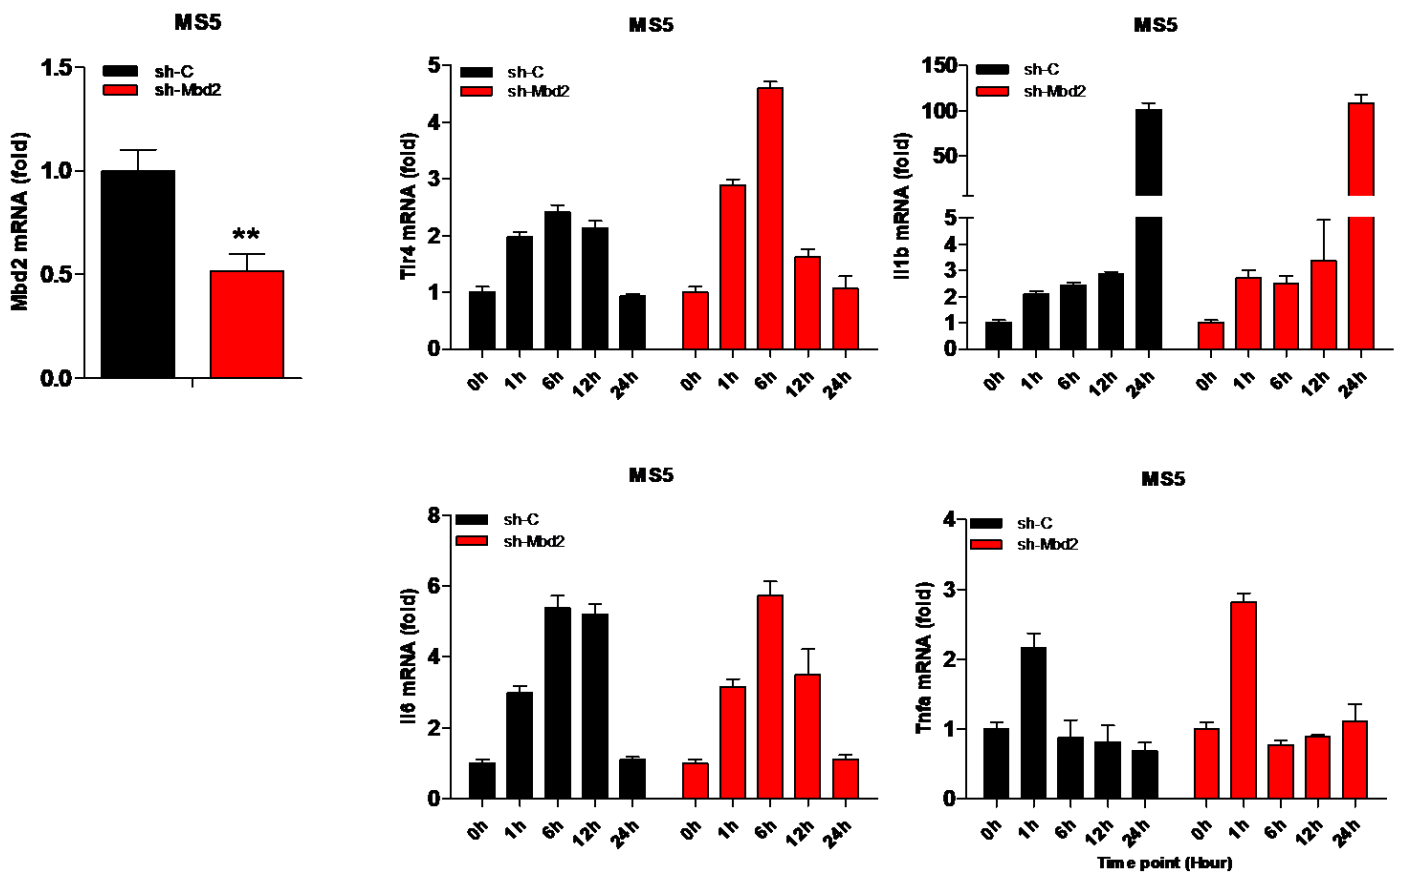 MS5
sh-C
sh-Mbd2
Mbd2 mRNA (fold)
1.5
1.0
0.5
0.0
**
MS5
sh-C
sh-Mbd2
Tlr4 mRNA (fold)
5
4
3
2
1
0
0h 1h 6h 12h 24h 0h 1h 6h 12h 24h
MS5
sh-C
sh-Mbd2
Il1b mRNA (fold)
150
100
50
5
4
3
2
1
0
0h 1h 6h 12h 24h 0h 1h 6h 12h 24h
MS5
sh-C
sh-Mbd2
Il6 mRNA (fold)
8
6
4
2
0
0h 1h 6h 12h 24h 0h 1h 6h 12h 24h
MS5
sh-C
sh-Mbd2
Tnfa mRNA (fold)
4
3
2
1
0
0h 1h 6h 12h 24h 0h 1h 6h 12h 24h
Time point (Hour)